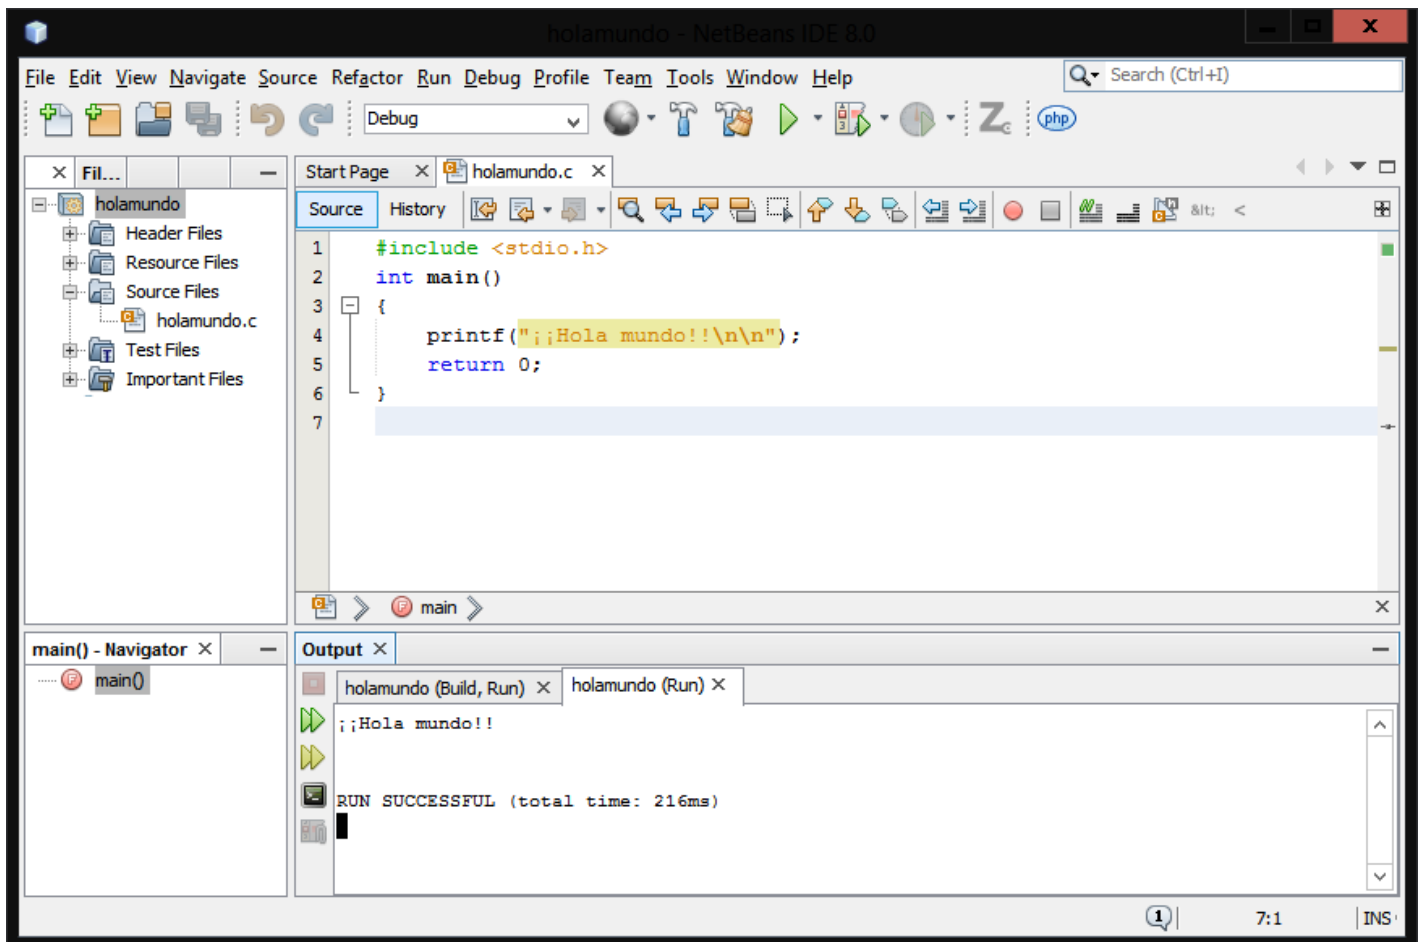 holamundo - NetBeans IDE 8.0
File Edit View Navigate Source Refactor Run Debug Profile Team Tools Window Help
Search (Ctrl+I)
Debug
php
Fil...
holamundo
Header Files
Resource Files
Source Files
holamundo.c
Test Files
Important Files
Start Page
holamundo.c
Source History
&lt; <
1 #include <stdio.h>
2 int main()
3 {
4 printf("¡¡Hola mundo!!\n\n");
5 return 0;
6 }
7
main
main() - Navigator
main()
Output
holamundo (Build, Run) holamundo (Run)
¡¡Hola mundo!!
RUN SUCCESSFUL (total time: 216ms)
1 7:1 INS